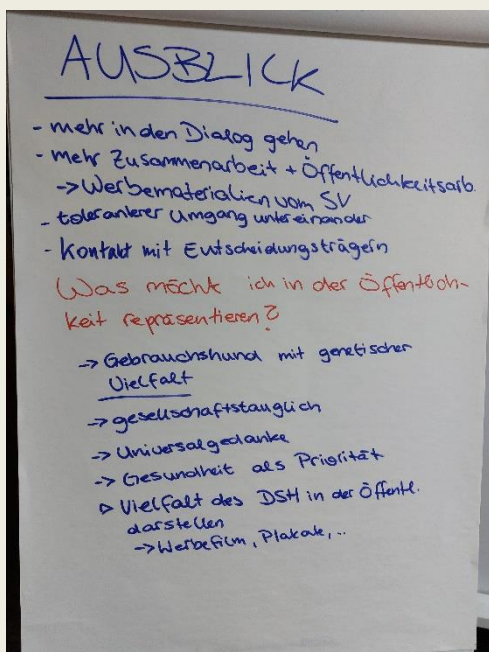 AUSBLICK
- mehr in den Dialog gehen
- mehr Zusammenarbeit + Öffentlichkeitsarb.
-> Werbematerialien vom SV
- toleranterer Umgang untereinander
- Kontakt mit Entscheidungsträgern
Was möcht ich in der Öffentlich-
keit repräsentieren?
-> Gebrauchshund mit genetischer
Vielfalt
-> gesellschaftstauglich
-> Universalgedanke
-> Gesundheit als Priorität
▷ Vielfalt des DSH in der Öffentl.
darstellen
-> Werbefilm, Plakate, ..